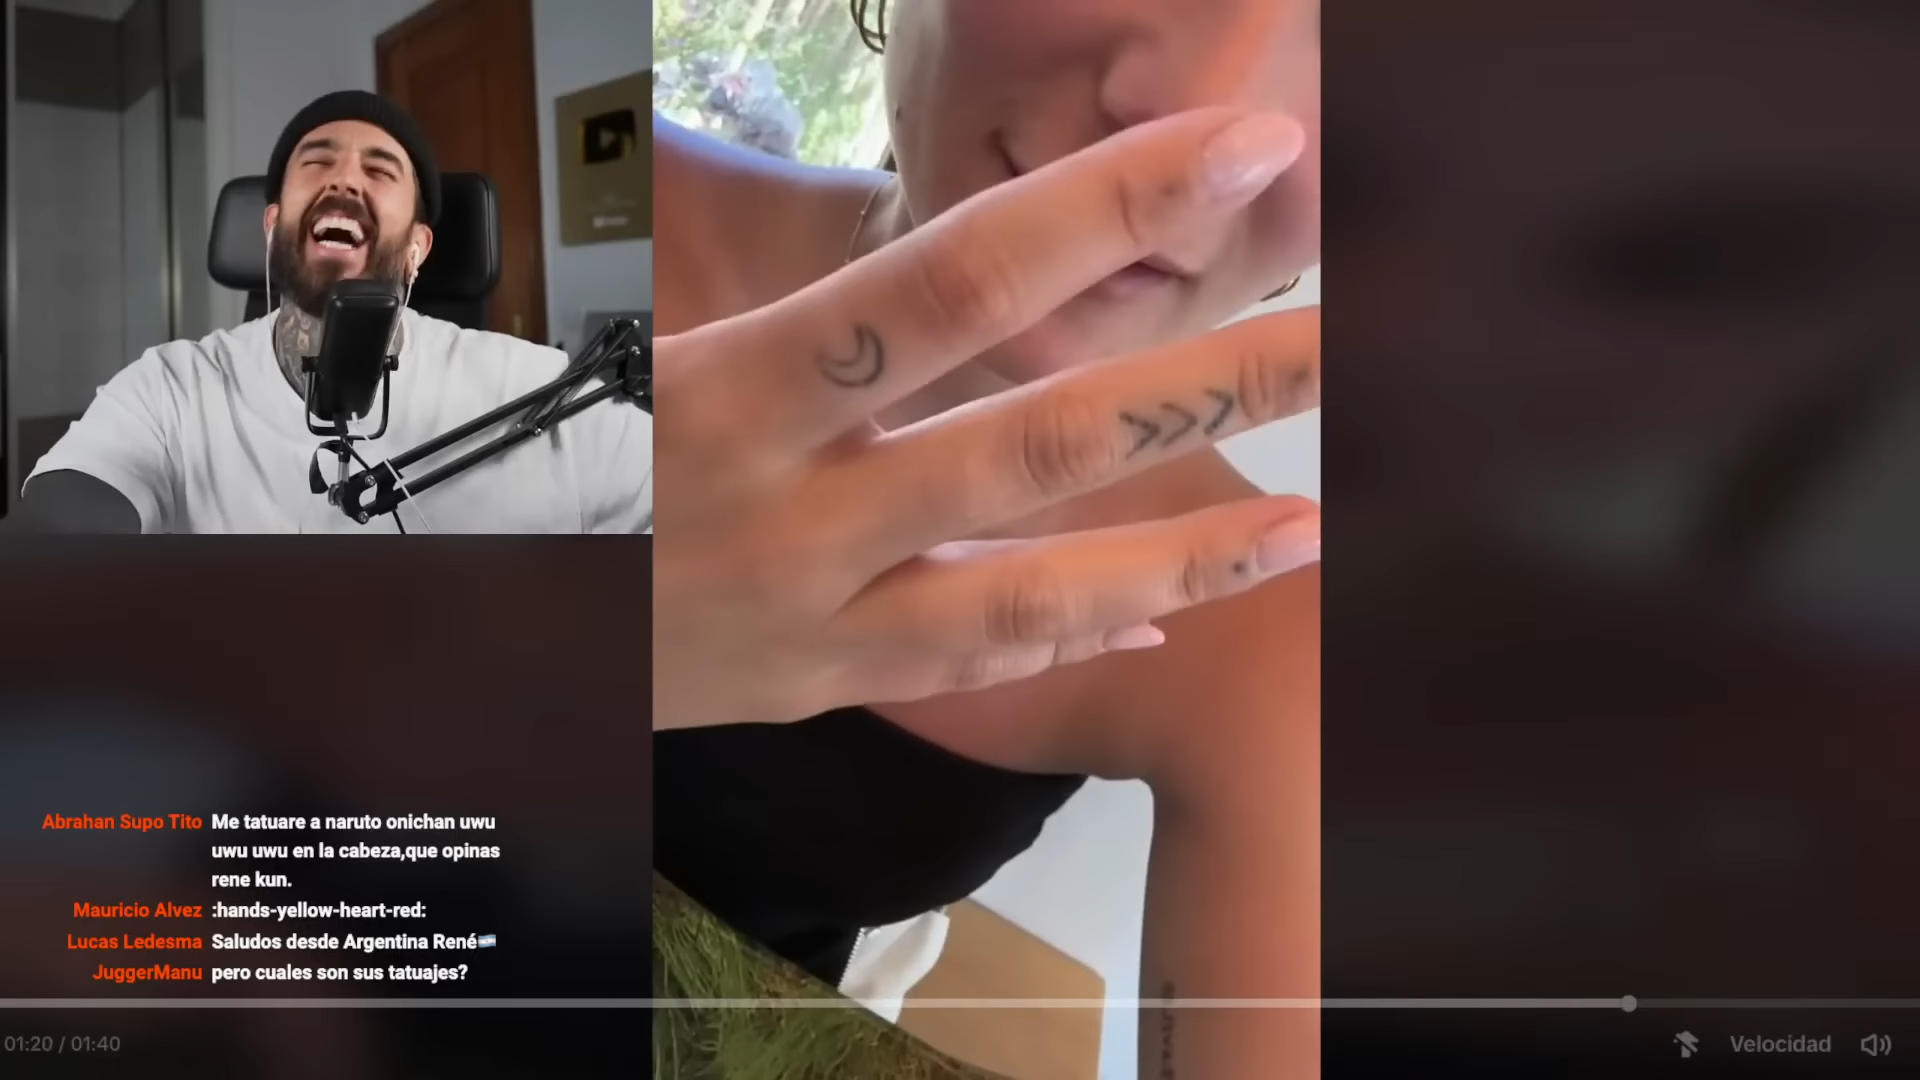 Abrahan Supo Tito Me tatuare a naruto onichan uwu
uwu uwu en la cabeza,que opinas
rene kun.
Mauricio Alvez :hands-yellow-heart-red:
Lucas Ledesma Saludos desde Argentina René🇦🇷
JuggerManu pero cuales son sus tatuajes?
01:20 / 01:40
Velocidad